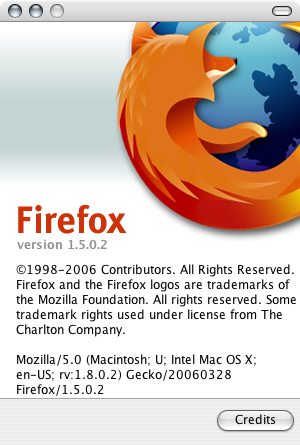 Firefox
version 1.5.0.2
©1998-2006 Contributors. All Rights Reserved.
Firefox and the Firefox logos are trademarks of
the Mozilla Foundation. All rights reserved. Some
trademark rights used under license from The
Charlton Company.
Mozilla/5.0 (Macintosh; U; Intel Mac OS X;
en-US; rv:1.8.0.2) Gecko/20060328
Firefox/1.5.0.2
Credits